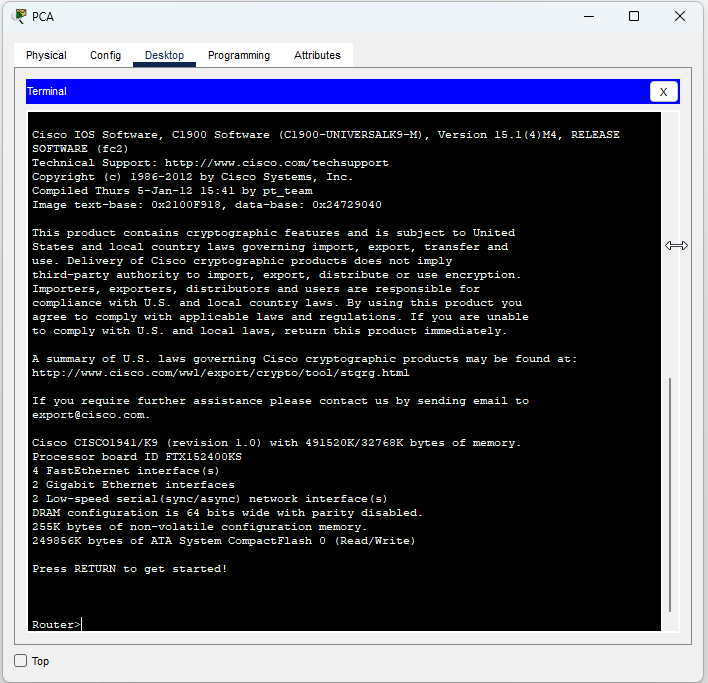 PCA
Physical Config Desktop Programming Attributes
Terminal X
Cisco IOS Software, C1900 Software (C1900-UNIVERSALK9-M), Version 15.1(4)M4, RELEASE
SOFTWARE (fc2)
Technical Support: http://www.cisco.com/techsupport
Copyright (c) 1986-2012 by Cisco Systems, Inc.
Compiled Thurs 5-Jan-12 15:41 by pt_team
Image text-base: 0x2100F918, data-base: 0x24729040
This product contains cryptographic features and is subject to United
States and local country laws governing import, export, transfer and
use. Delivery of Cisco cryptographic products does not imply
third-party authority to import, export, distribute or use encryption.
Importers, exporters, distributors and users are responsible for
compliance with U.S. and local country laws. By using this product you
agree to comply with applicable laws and regulations. If you are unable
to comply with U.S. and local laws, return this product immediately.
A summary of U.S. laws governing Cisco cryptographic products may be found at:
http://www.cisco.com/wwl/export/crypto/tool/stqrg.html
If you require further assistance please contact us by sending email to
export@cisco.com.
Cisco CISCO1941/K9 (revision 1.0) with 491520K/32768K bytes of memory.
Processor board ID FTX152400KS
4 FastEthernet interface(s)
2 Gigabit Ethernet interfaces
2 Low-speed serial(sync/async) network interface(s)
DRAM configuration is 64 bits wide with parity disabled.
255K bytes of non-volatile configuration memory.
249856K bytes of ATA System CompactFlash 0 (Read/Write)
Press RETURN to get started!
Router>
Top